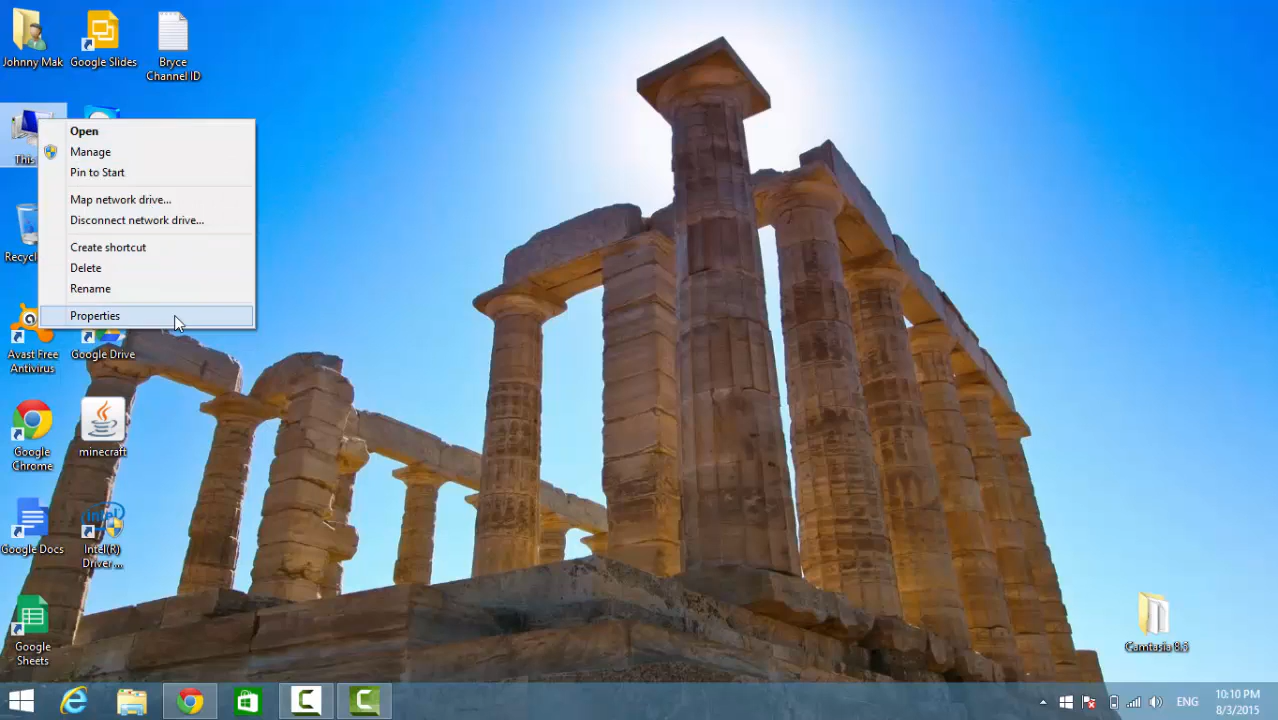 Johnny Mak
Google Slides
Bryce
Channel ID
This
Open
Manage
Pin to Start
Map network drive...
Disconnect network drive...
Create shortcut
Delete
Rename
Properties
Avast Free
Antivirus
Google Drive
Google
Chrome
minecraft
Google Docs
intel
Intel(R)
Driver ...
Google
Sheets
Camtasia 8.5
ENG
10:10 PM
8/3/2015